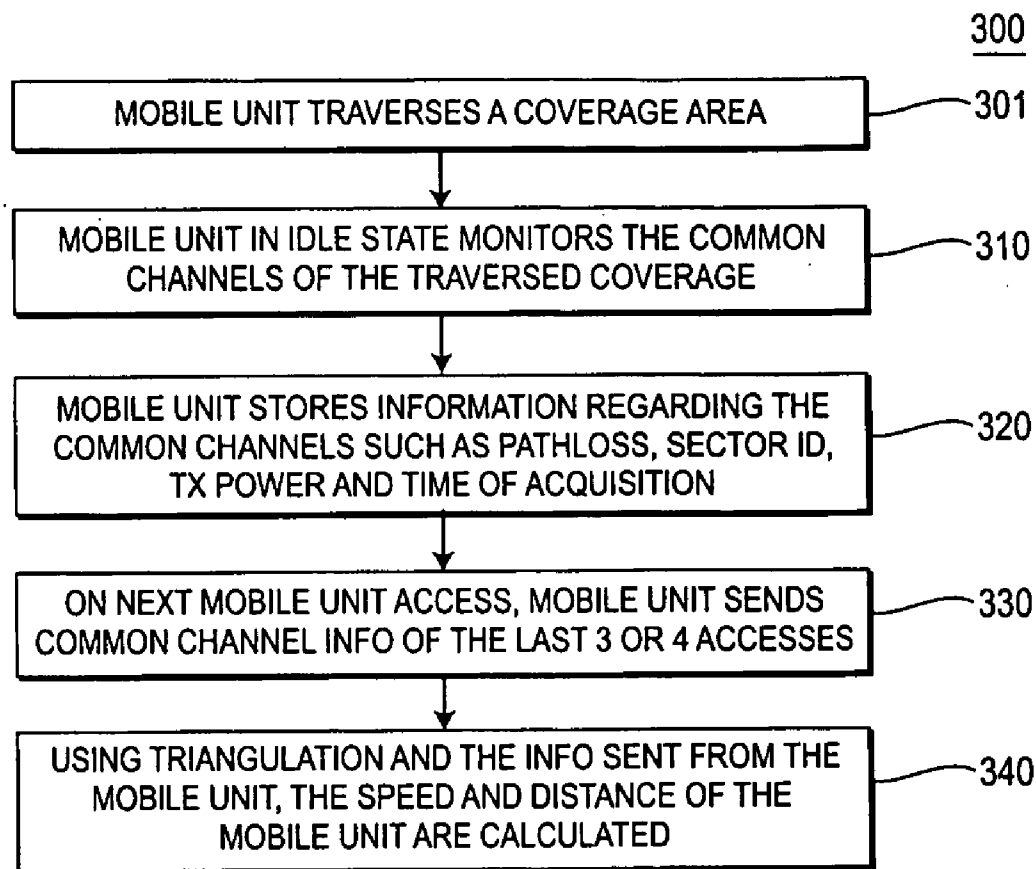 300
MOBILE UNIT TRAVERSES A COVERAGE AREA
301
MOBILE UNIT IN IDLE STATE MONITORS THE COMMON
CHANNELS OF THE TRAVERSED COVERAGE
310
MOBILE UNIT STORES INFORMATION REGARDING THE
COMMON CHANNELS SUCH AS PATHLOSS, SECTOR ID,
TX POWER AND TIME OF ACQUISITION
320
ON NEXT MOBILE UNIT ACCESS, MOBILE UNIT SENDS
COMMON CHANNEL INFO OF THE LAST 3 OR 4 ACCESSES
330
USING TRIANGULATION AND THE INFO SENT FROM THE
MOBILE UNIT, THE SPEED AND DISTANCE OF THE
MOBILE UNIT ARE CALCULATED
340